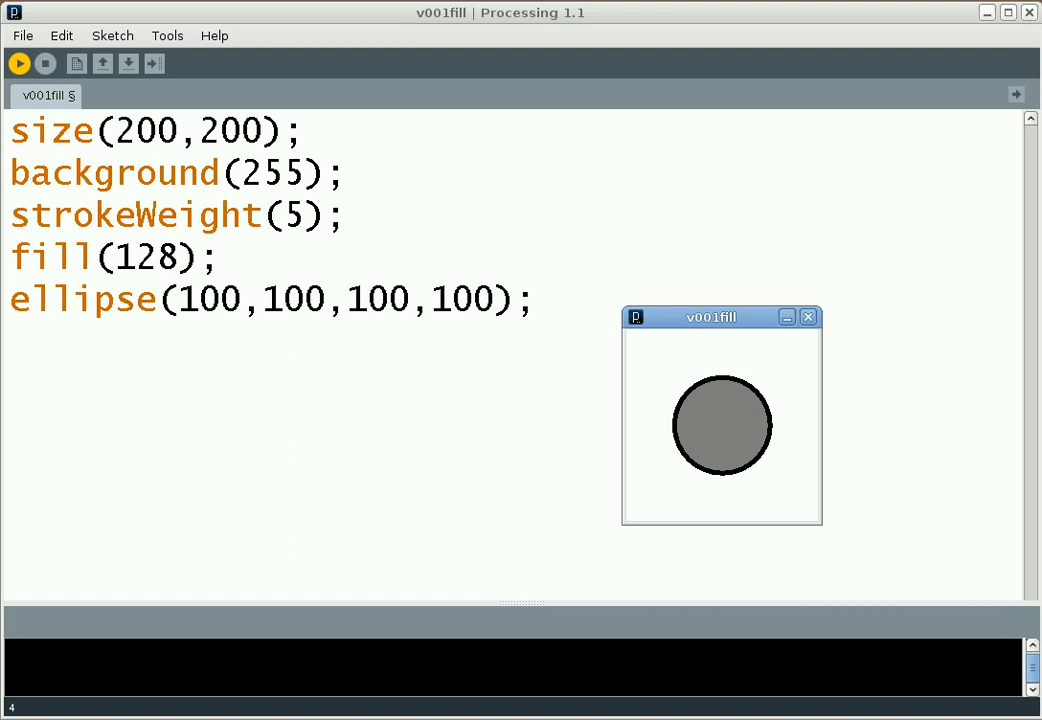 v001fill | Processing 1.1
File Edit Sketch Tools Help
v001fill §
size(200,200);
background(255);
strokeWeight(5);
fill(128);
ellipse(100,100,100,100);
v001fill
4